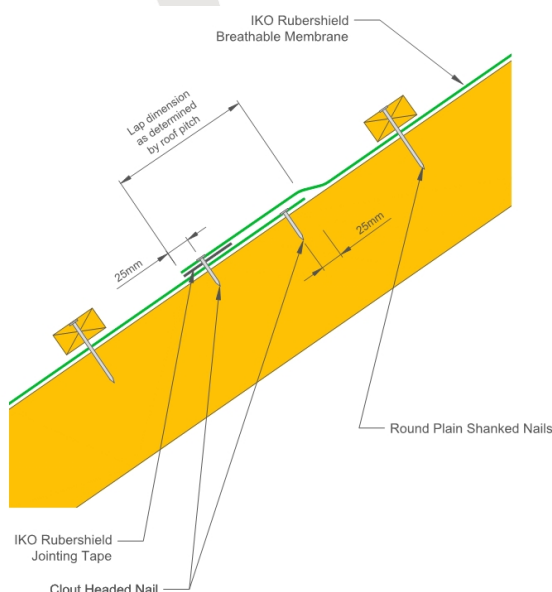 IKO Rubershield
Breathable Membrane
Lap dimension
as determined
by roof pitch
25mm
25mm
Round Plain Shanked Nails
IKO Rubershield
Jointing Tape
Clout Headed Nail